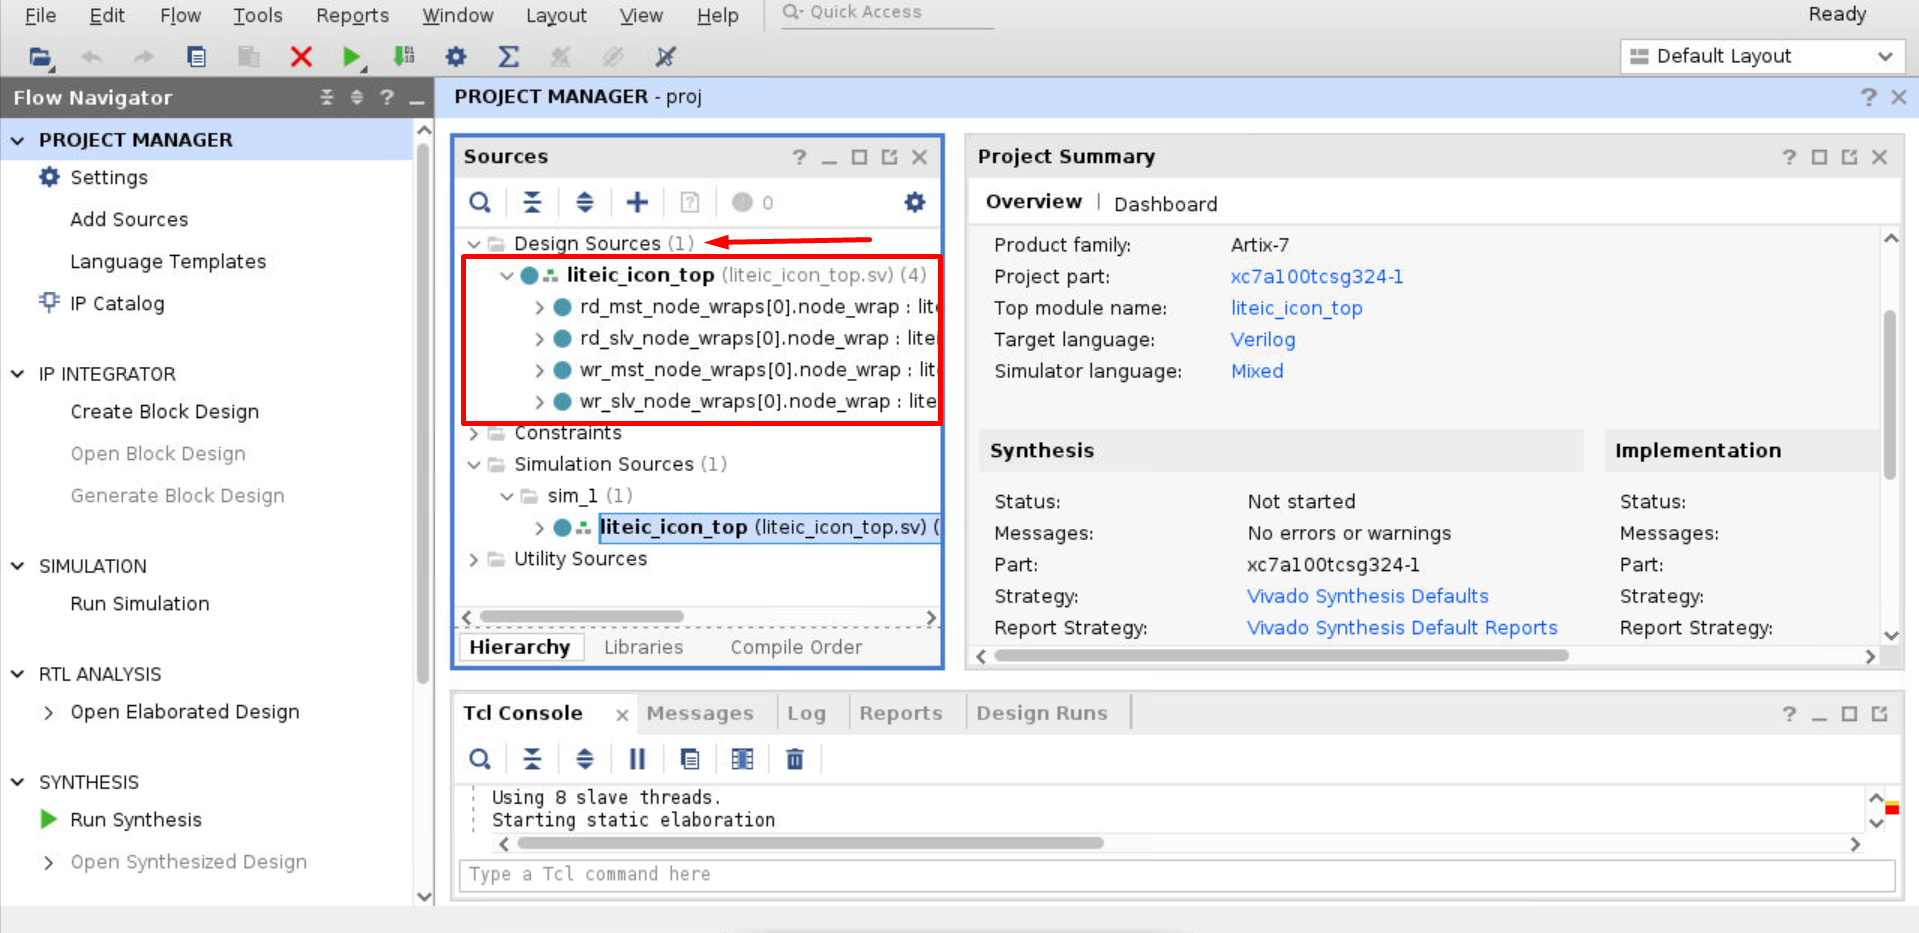 File Edit Flow Tools Reports Window Layout View Help Quick Access Ready
Default Layout
Flow Navigator ? _
PROJECT MANAGER
Settings
Add Sources
Language Templates
IP Catalog
IP INTEGRATOR
Create Block Design
Open Block Design
Generate Block Design
SIMULATION
Run Simulation
RTL ANALYSIS
Open Elaborated Design
SYNTHESIS
Run Synthesis
Open Synthesized Design
PROJECT MANAGER - proj
Sources
0
Design Sources (1)
liteic_icon_top (liteic_icon_top.sv) (4)
rd_mst_node_wraps[0].node_wrap : lite
rd_slv_node_wraps[0].node_wrap : litei
wr_mst_node_wraps[0].node_wrap : lite
wr_slv_node_wraps[0].node_wrap : lite
Constraints
Simulation Sources (1)
sim_1 (1)
liteic_icon_top (liteic_icon_top.sv) (
Utility Sources
Hierarchy Libraries Compile Order
Project Summary
Overview | Dashboard
Product family: Artix-7
Project part: xc7a100tcsg324-1
Top module name: liteic_icon_top
Target language: Verilog
Simulator language: Mixed
Synthesis
Status: Not started
Messages: No errors or warnings
Part: xc7a100tcsg324-1
Strategy: Vivado Synthesis Defaults
Report Strategy: Vivado Synthesis Default Reports
Implementation
Status:
Messages:
Part:
Strategy:
Report Strategy:
Tcl Console Messages Log Reports Design Runs
Using 8 slave threads.
Starting static elaboration
Type a Tcl command here